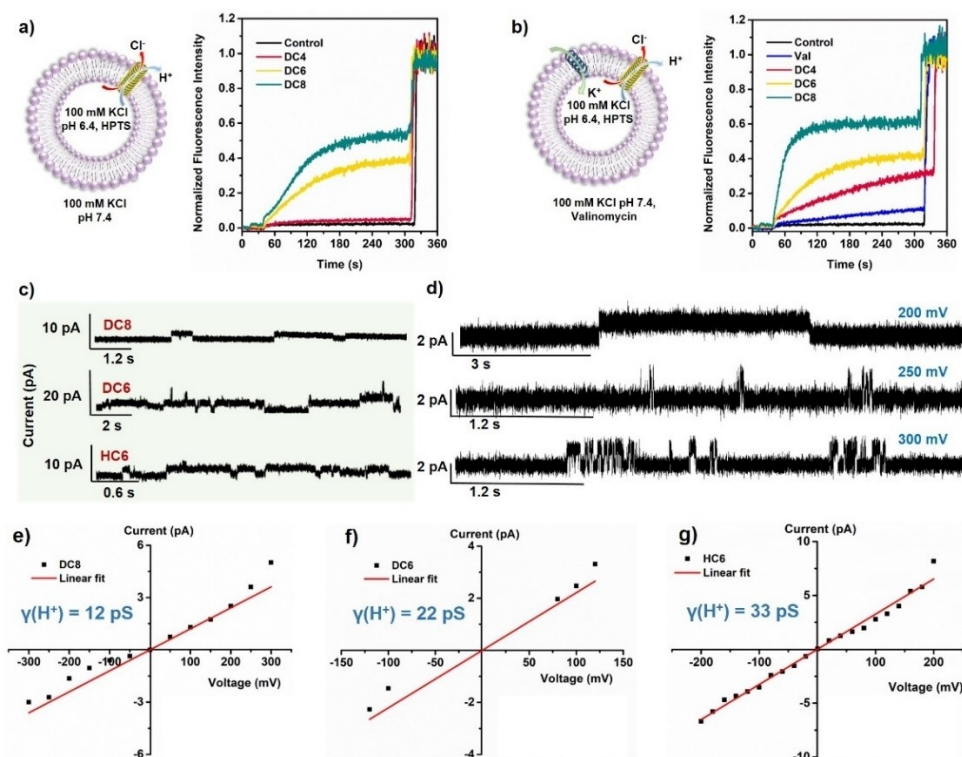 a)
Cl⁻
H⁺
100 mM KCl
pH 6.4, HPTS
100 mM KCl
pH 7.4
Normalized Fluorescence Intensity
1.2
1.0
0.8
0.6
0.4
0.2
0.0
Control
DC4
DC6
DC8
0 60 120 180 240 300 360
Time (s)
b)
Cl⁻
H⁺
K⁺
100 mM KCl
pH 6.4, HPTS
100 mM KCl pH 7.4,
Valinomycin
Normalized Fluorescence Intensity
1.2
1.0
0.8
0.6
0.4
0.2
0.0
Control
Val
DC4
DC6
DC8
0 60 120 180 240 300 360
Time (s)
c)
Current (pA)
10 pA
DC8
1.2 s
20 pA
DC6
2 s
10 pA
HC6
0.6 s
d)
200 mV
2 pA
3 s
250 mV
2 pA
1.2 s
300 mV
2 pA
1.2 s
e)
Current (pA)
DC8
Linear fit
γ(H⁺) = 12 pS
6
3
0
-3
-6
-300 -200 -100 0 100 200 300
Voltage (mV)
f)
Current (pA)
DC6
Linear fit
γ(H⁺) = 22 pS
4
2
0
-2
-4
-150 -100 -50 0 50 100 150
Voltage (mV)
g)
Current (pA)
HC6
Linear fit
γ(H⁺) = 33 pS
10
5
0
-5
-10
-200 -100 0 100 200
Voltage (mV)